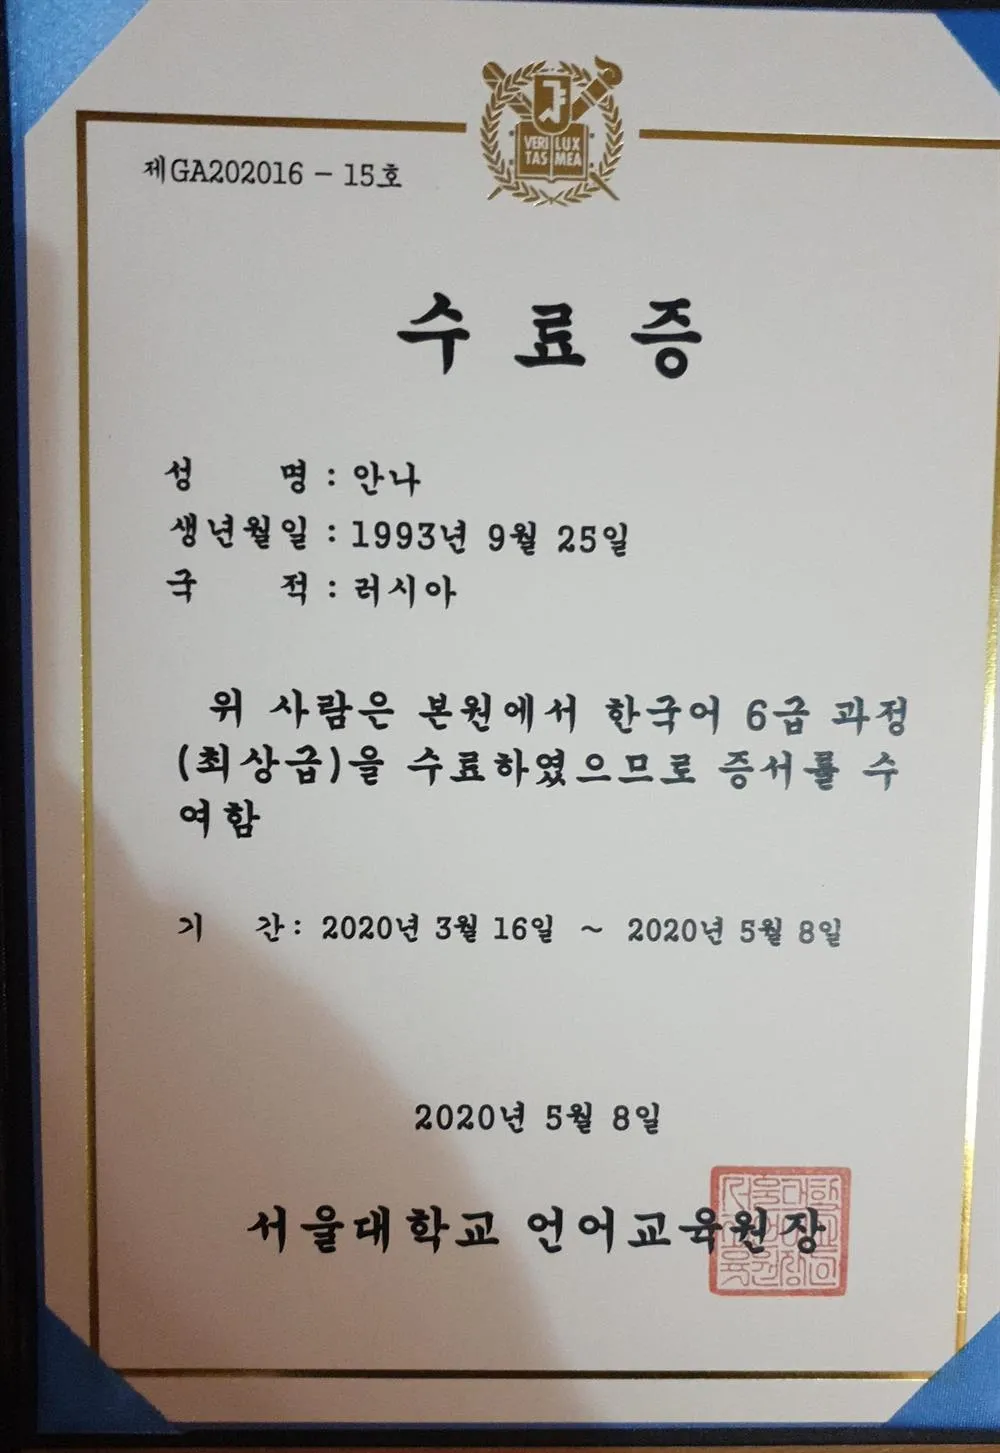 VERI LUX
TAS MEA
제GA202016 - 15호
수료증
성 명 : 안나
생년월일 : 1993년 9월 25일
국 적 : 러시아
위 사람은 본원에서 한국어 6급 과정
(최상급)을 수료하였으므로 증서를 수
여함
기 간 : 2020년 3월 16일 ~ 2020년 5월 8일
2020년 5월 8일
서울대학교 언어교육원장